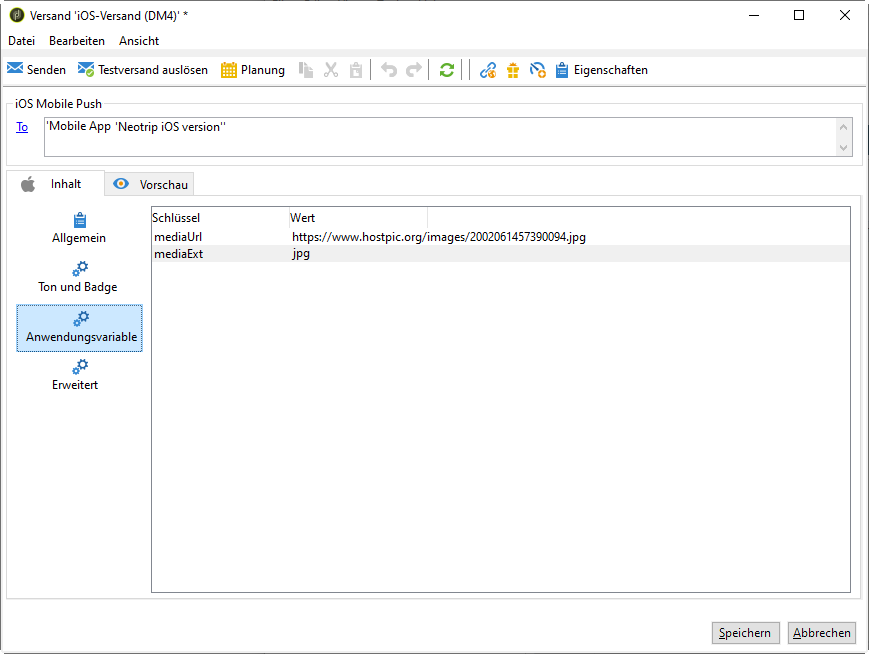 Versand 'iOS-Versand (DM4)' *
Datei Bearbeiten Ansicht
Senden Testversand auslösen Planung Eigenschaften
iOS Mobile Push
To 'Mobile App 'Neotrip iOS version''
Inhalt Vorschau
Schlüssel Wert
mediaUrl https://www.hostpic.org/images/2002061457390094.jpg
mediaExt jpg
Allgemein
Ton und Badge
Anwendungsvariable
Erweitert
Speichern Abbrechen